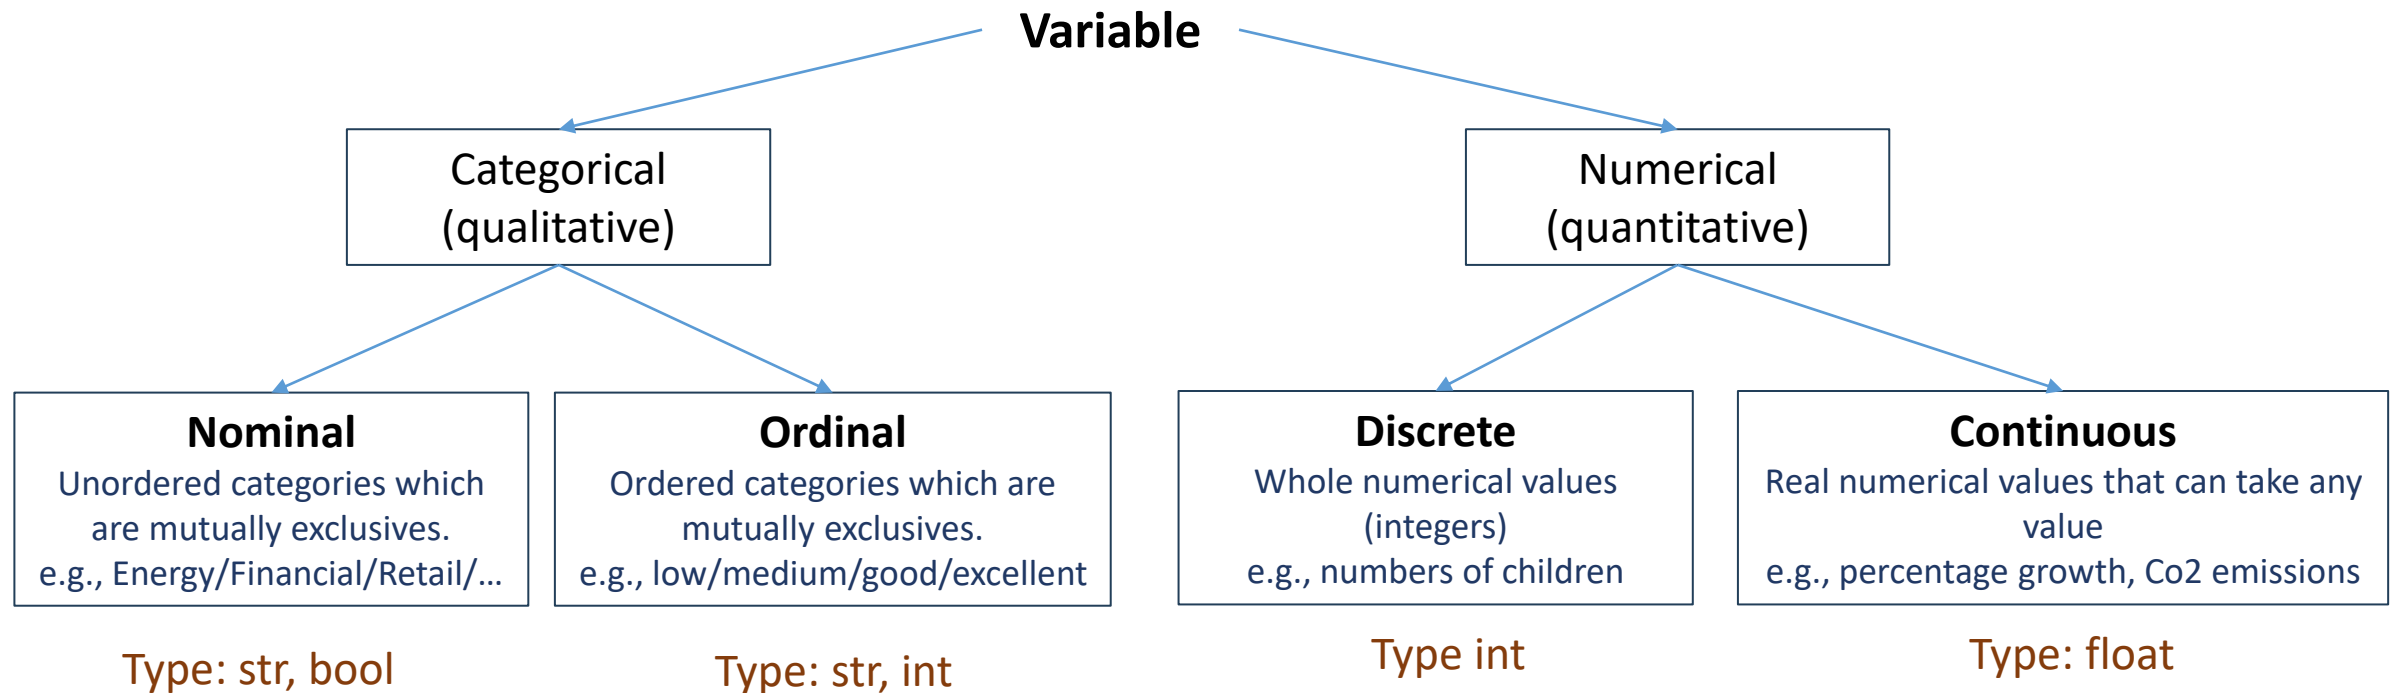 Variable
Categorical
(qualitative)
Numerical
(quantitative)
Nominal
Unordered categories which
are mutually exclusives.
e.g., Energy/Financial/Retail/...
Type: str, bool
Ordinal
Ordered categories which are
mutually exclusives.
e.g., low/medium/good/excellent
Type: str, int
Discrete
Whole numerical values
(integers)
e.g., numbers of children
Type int
Continuous
Real numerical values that can take any
value
e.g., percentage growth, Co2 emissions
Type: float